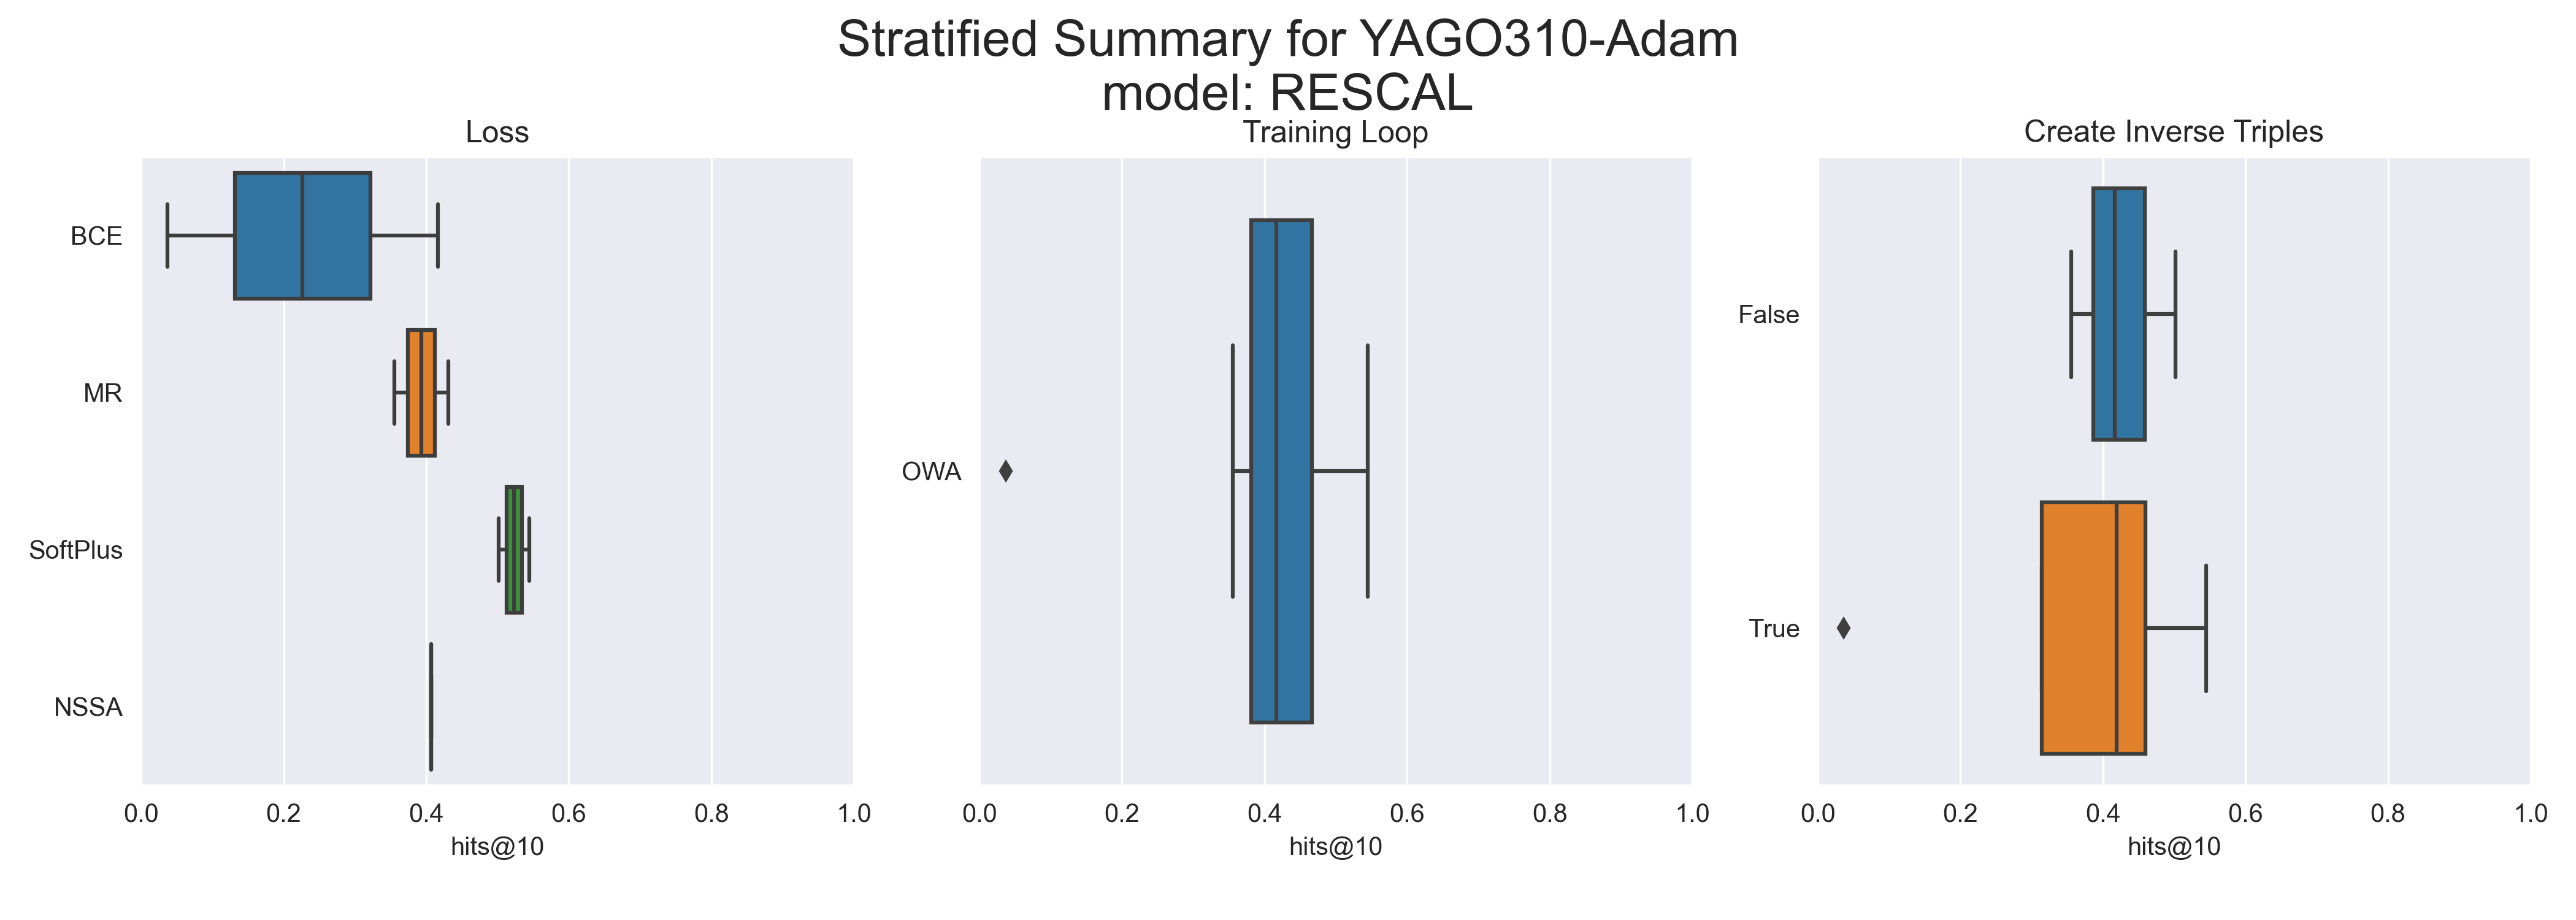 Stratified Summary for YAGO310-Adam
model: RESCAL
Loss
BCE
MR
SoftPlus
NSSA
0.0 0.2 0.4 0.6 0.8 1.0
hits@10
Training Loop
OWA
0.0 0.2 0.4 0.6 0.8 1.0
hits@10
Create Inverse Triples
False
True
0.0 0.2 0.4 0.6 0.8 1.0
hits@10